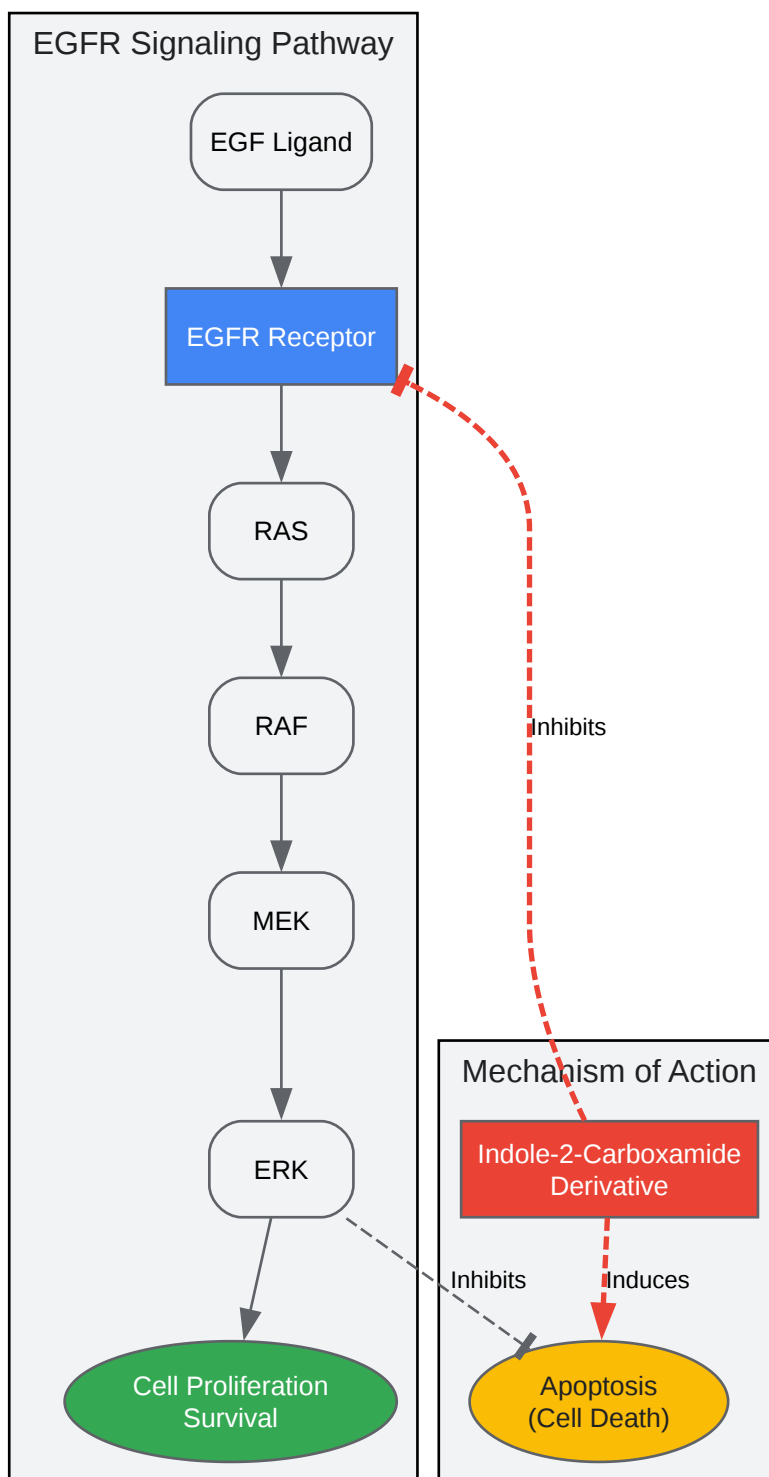 EGFR Signaling Pathway
EGF Ligand
EGFR Receptor
RAS
RAF
Inhibits
MEK
Mechanism of Action
Indole-2-Carboxamide
Derivative
ERK
Inhibits
Induces
Cell Proliferation
Survival
Apoptosis
(Cell Death)